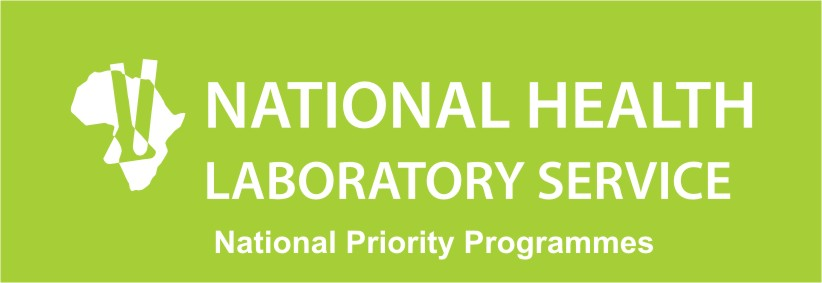 NATIONAL HEALTH
LABORATORY SERVICE
National Priority Programmes